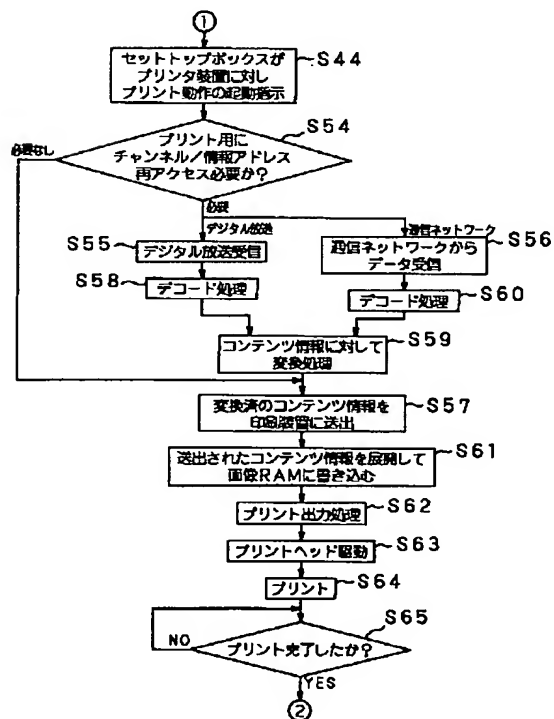 ①
セットトップボックスが
プリンタ装置に対し
プリント動作の起動指示
S44
プリント用に
チャンネル/情報アドレス
再アクセス必要か?
S54
必要なし
必要
デジタル放送
通信ネットワーク
S55
デジタル放送受信
通信ネットワークから
データ受信
S56
S58
デコード処理
デコード処理
S60
コンテンツ情報に対して
変換処理
S59
変換済のコンテンツ情報を
印刷装置に送出
S57
送出されたコンテンツ情報を展開して
画像RAMに書き込む
S61
プリント出力処理
S62
プリントヘッド駆動
S63
プリント
S64
プリント完了したか?
S65
NO
YES
②